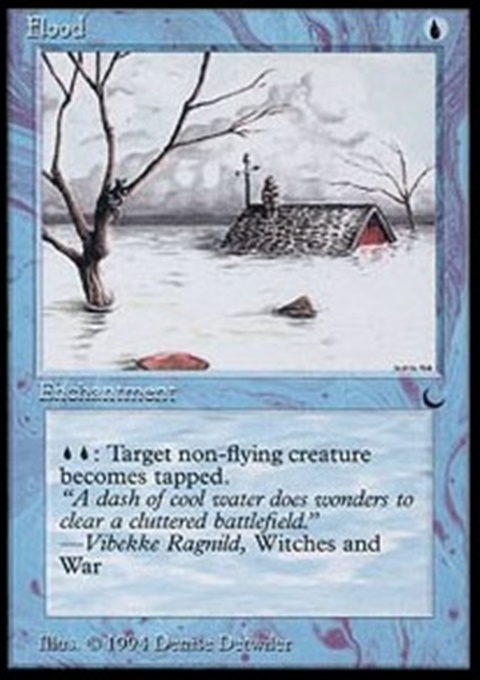 Flood
Enchantment
: Target non-flying creature
becomes tapped.
“A dash of cool water does wonders to
clear a cluttered battlefield.”
—Vibekke Ragnild, Witches and
War
Illus. © 1994 Dennis Detwiller